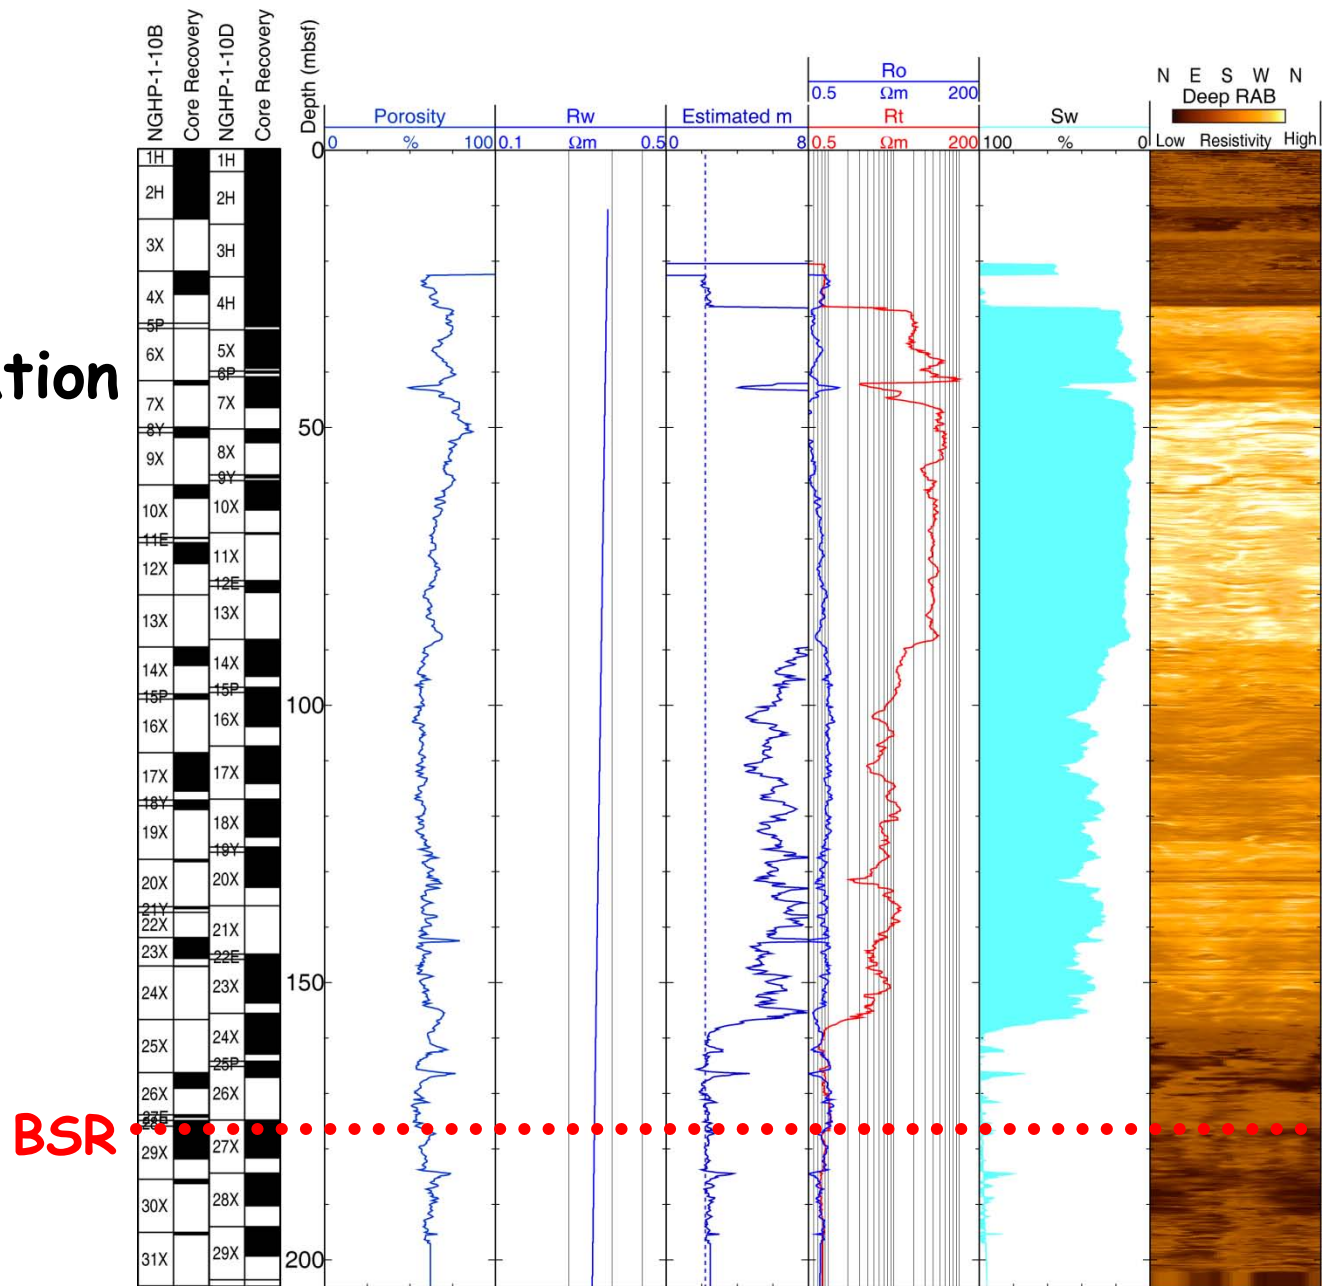 NGHP-1-10B
Core Recovery
NGHP-1-10D
Core Recovery
Depth (mbsf)
Porosity
0 % 100
Rw
0.1 Ωm 0.5
Estimated m
0 8
Ro
0.5 Ωm 200
Rt
0.5 Ωm 200
Sw
100 % 0
N E S W N
Deep RAB
Low Resistivity High
1H
2H
3X
4X
5P
6X
7X
8Y
9X
10X
11E
12X
13X
14X
15P
16X
17X
18Y
19X
20X
21Y
22X
23X
24X
25X
26X
27E
29X
30X
31X
1H
2H
3H
4H
5X
6P
7X
8X
9Y
10X
11X
12E
13X
14X
15P
16X
17X
18X
19Y
20X
21X
22E
23X
24X
25P
26X
27X
28X
29X
0
50
100
150
200
ation
BSR